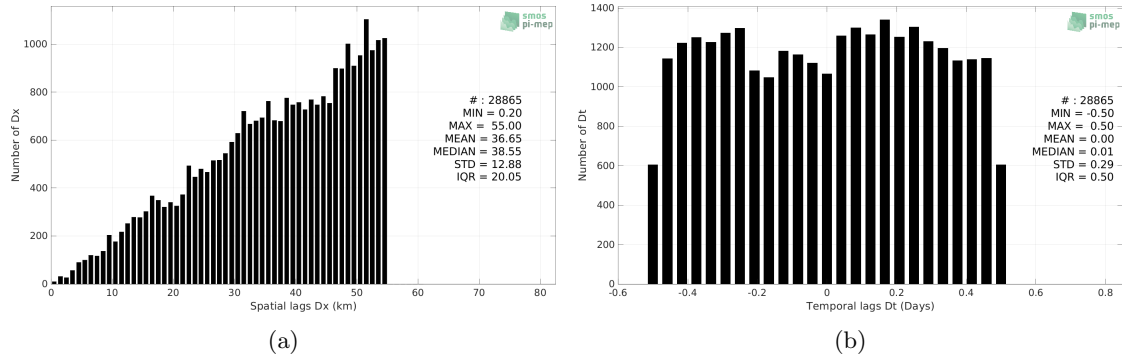 1000
800
600
400
200
0
Number of Dx
0 10 20 30 40 50 60 70 80
Spatial lags Dx (km)
smos
pi-mep
# : 28865
MIN = 0.20
MAX = 55.00
MEAN = 36.65
MEDIAN = 38.55
STD = 12.88
IQR = 20.05
(a)
1400
1200
1000
800
600
400
200
0
Number of Dt
-0.6 -0.4 -0.2 0 0.2 0.4 0.6 0.8
Temporal lags Dt (Days)
smos
pi-mep
# : 28865
MIN = -0.50
MAX = 0.50
MEAN = 0.00
MEDIAN = 0.01
STD = 0.29
IQR = 0.50
(b)